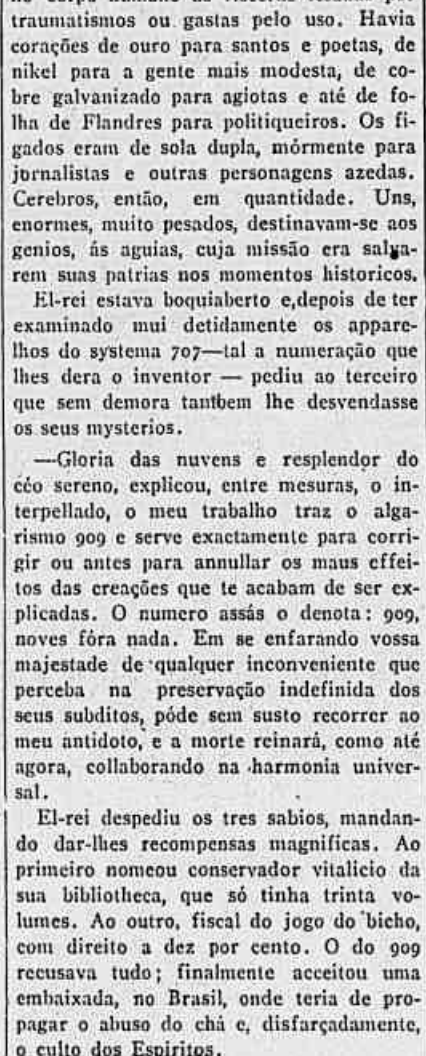 traumatismos ou gastas pelo uso. Havia
corações de ouro para santos e poetas, de
nikel para a gente mais modesta, de co-
bre galvanizado para agiotas e até de fo-
lha de Flandres para politiqueiros. Os fi-
gados eram de sola dupla, mórmente para
jornalistas e outras personagens azedas.
Cerebros, então, em quantidade. Uns,
enormes, muito pesados, destinavam-se aos
genios, ás aguias, cuja missão era salva-
rem suas patrias nos momentos historicos.
El-rei estava boquiaberto e,depois de ter
examinado mui detidamente os appare-
lhos do systema 707—tal a numeração que
lhes dera o inventor — pediu ao terceiro
que sem demora tambem lhe desvendasse
os seus mysterios.
—Gloria das nuvens e resplendor do
céo sereno, explicou, entre mesuras, o in-
terpellado, o meu trabalho traz o alga-
rismo 909 e serve exactamente para corri-
gir ou antes para annullar os maus effei-
tos das creações que te acabam de ser ex-
plicadas. O numero assás o denota: 909,
noves fóra nada. Em se enfarando vossa
majestade de qualquer inconveniente que
perceba na preservação indefinida dos
seus subditos, póde sem susto recorrer ao
meu antidoto, e a morte reinará, como até
agora, collaborando na harmonia univer-
sal.
El-rei despediu os tres sabios, mandan-
do dar-lhes recompensas magnificas. Ao
primeiro nomeou conservador vitalicio da
sua bibliotheca, que só tinha trinta vo-
lumes. Ao outro, fiscal do jogo do bicho,
com direito a dez por cento. O do 909
recusava tudo; finalmente acceitou uma
embaixada, no Brasil, onde teria de pro-
pagar o abuso do chá e, disfarçadamente,
o culto dos Espiritos.